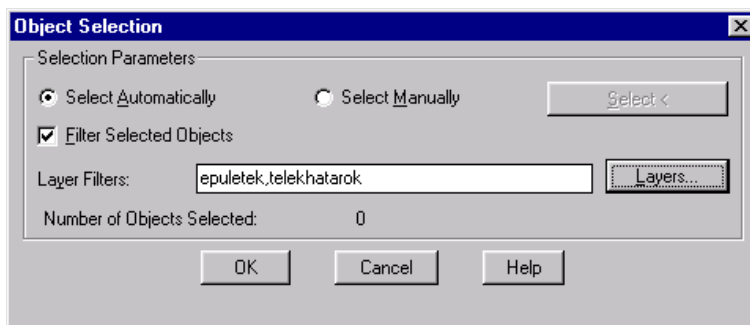 Object Selection
Selection Parameters
Select Automatically Select Manually Select <
Filter Selected Objects
Layer Filters: epuletek,telekhatarok Layers...
Number of Objects Selected: 0
OK Cancel Help